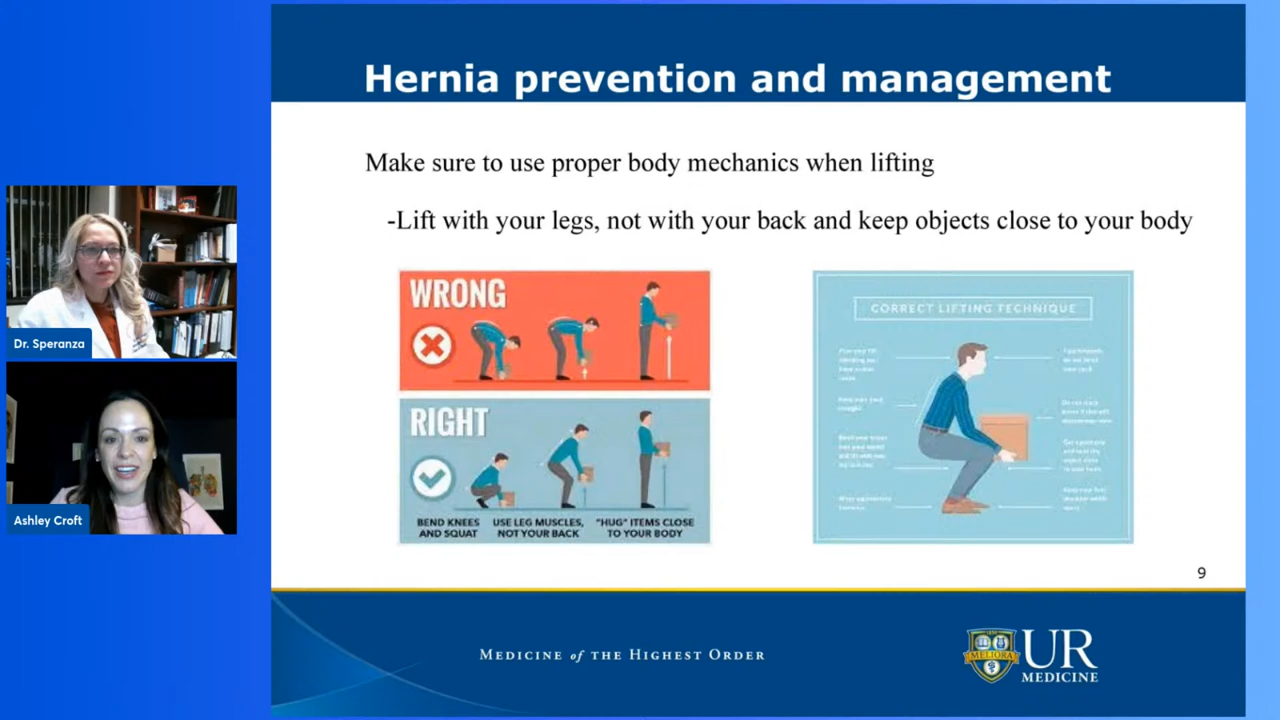 Hernia prevention and management
Make sure to use proper body mechanics when lifting
-Lift with your legs, not with your back and keep objects close to your body
WRONG
RIGHT
BEND KNEES
AND SQUAT
USE LEG MUSCLES,
NOT YOUR BACK
"HUG" ITEMS CLOSE
TO YOUR BODY
CORRECT LIFTING TECHNIQUE
Dr. Speranza
Ashley Croft
9
MEDICINE of THE HIGHEST ORDER
MELIORA
UR
MEDICINE